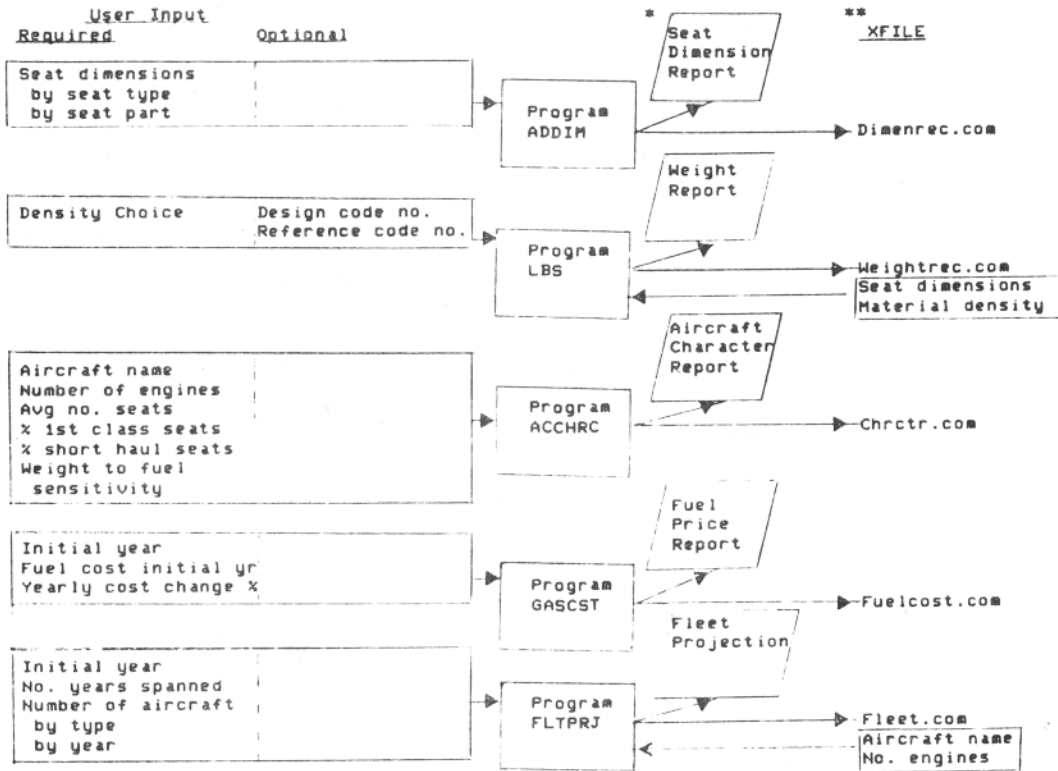 User Input
Required Optional
* **
XFILE
Seat
Dimension
Report
Seat dimensions
by seat type
by seat part
Program
ADDIM
Dimenrec.com
Weight
Report
Density Choice Design code no.
Reference code no.
Program
LBS
Weightrec.com
Seat dimensions
Material density
Aircraft
Character
Report
Aircraft name
Number of engines
Avg no. seats
% 1st class seats
% short haul seats
Weight to fuel
sensitivity
Program
ACCHRC
Chrctr.com
Fuel
Price
Report
Initial year
Fuel cost initial yr
Yearly cost change %
Program
GASCST
Fuelcost.com
Fleet
Projection
Initial year
No. years spanned
Number of aircraft
by type
by year
Program
FLTPRJ
Fleet.com
Aircraft name
No. engines